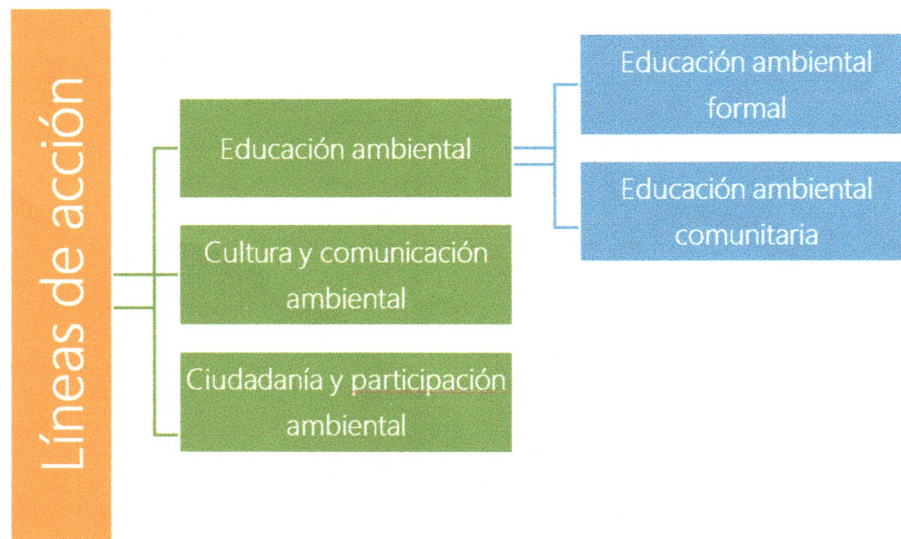 Líneas de acción
Educación ambiental
Cultura y comunicación
ambiental
Ciudadanía y participación
ambiental
Educación ambiental
formal
Educación ambiental
comunitaria